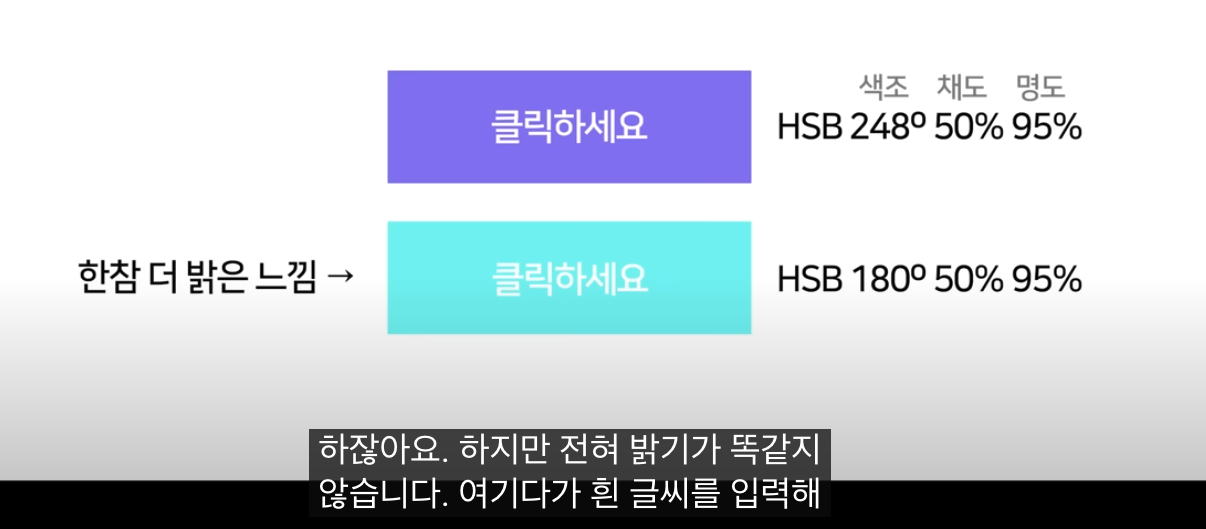 색조 채도 명도
클릭하세요 HSB 248º 50% 95%
한참 더 밝은 느낌 → 클릭하세요 HSB 180º 50% 95%
하잖아요. 하지만 전혀 밝기가 똑같지
않습니다. 여기다가 흰 글씨를 입력해